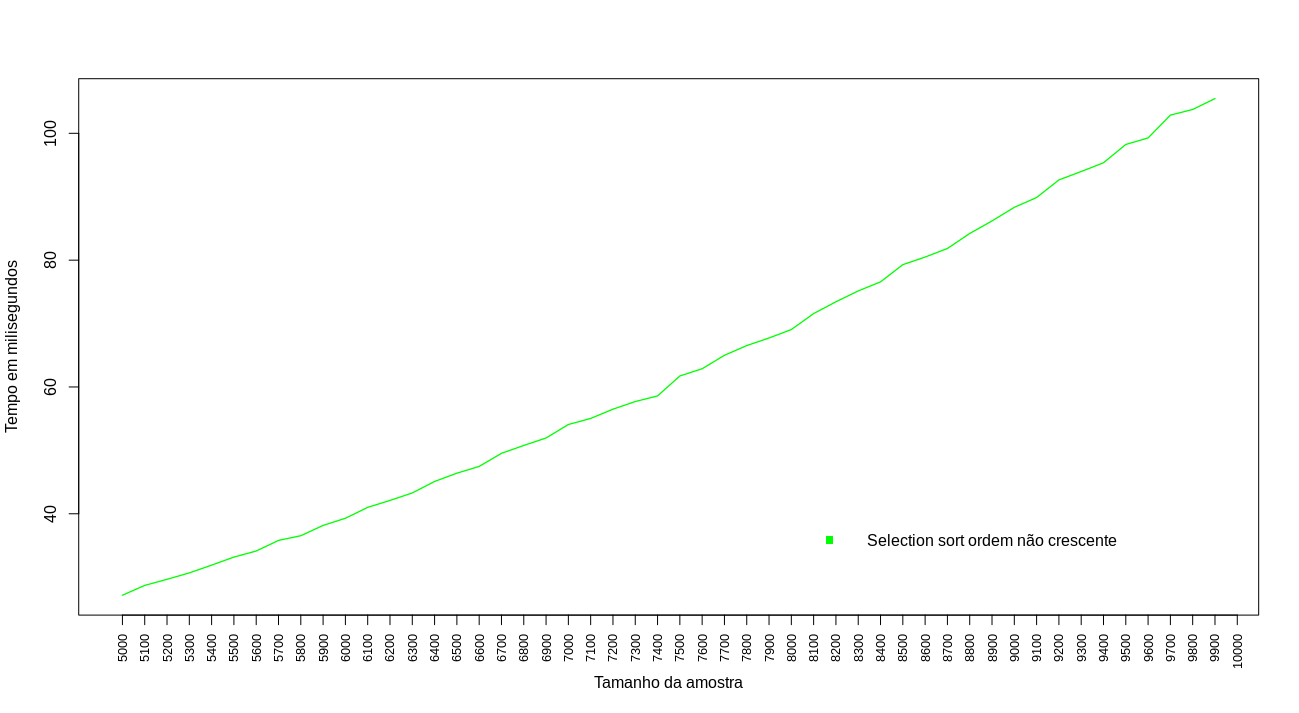 Tempo em milisegundos
100
80
60
40
Selection sort ordem não crescente
5000 5100 5200 5300 5400 5500 5600 5700 5800 5900 6000 6100 6200 6300 6400 6500 6600 6700 6800 6900 7000 7100 7200 7300 7400 7500 7600 7700 7800 7900 8000 8100 8200 8300 8400 8500 8600 8700 8800 8900 9000 9100 9200 9300 9400 9500 9600 9700 9800 9900 10000
Tamanho da amostra